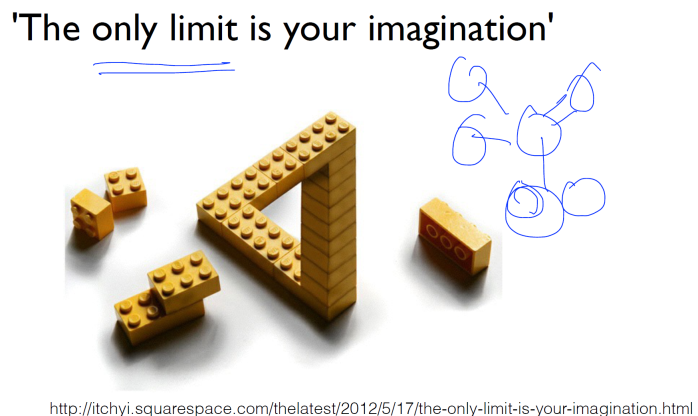 'The only limit is your imagination'
http://itchyi.squarespace.com/thelatest/2012/5/17/the-only-limit-is-your-imagination.html